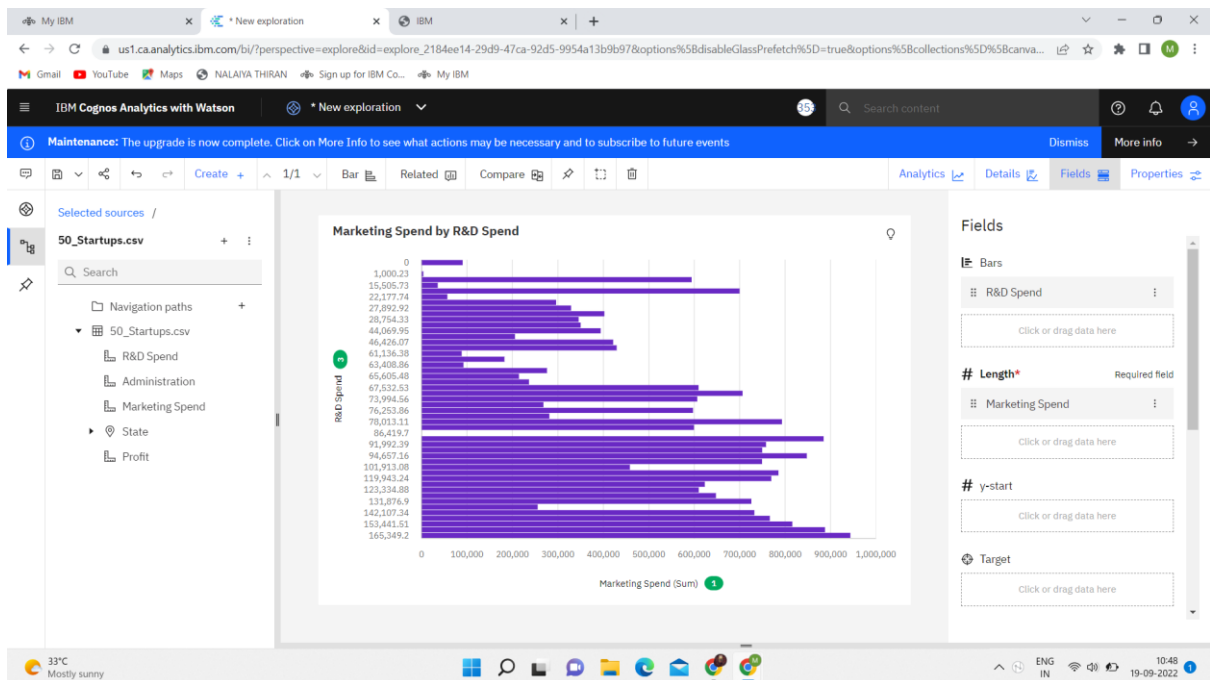 My IBM
* New exploration
IBM
us1.ca.analytics.ibm.com/bi/?perspective=explore&id=explore_2184ee14-29d9-47ca-92d5-9954a13b9b97&options%5BdisableGlassPrefetch%5D=true&options%5Bcollections%5D%5Bcanva...
M
Gmail YouTube Maps NALAIYA THIRAN Sign up for IBM Co... My IBM
IBM Cognos Analytics with Watson
* New exploration
Search content
Maintenance: The upgrade is now complete. Click on More Info to see what actions may be necessary and to subscribe to future events
Dismiss
More info
Create + 1/1 Bar Related Compare
Analytics Details Fields Properties
Selected sources /
50_Startups.csv
Search
Navigation paths
50_Startups.csv
R&D Spend
Administration
Marketing Spend
State
Profit
Marketing Spend by R&D Spend
R&D Spend 3
0
1,000.23
15,505.73
22,177.74
27,892.92
28,754.33
44,069.95
46,426.07
61,136.38
63,408.86
65,605.48
67,532.53
73,994.56
76,253.86
78,013.11
86,419.7
91,992.39
94,657.16
101,913.08
119,943.24
123,334.88
131,876.9
142,107.34
153,441.51
165,349.2
0 100,000 200,000 300,000 400,000 500,000 600,000 700,000 800,000 900,000 1,000,000
Marketing Spend (Sum) 1
Fields
Bars
R&D Spend
Click or drag data here
# Length* Required field
Marketing Spend
Click or drag data here
# y-start
Click or drag data here
Target
Click or drag data here
33°C
Mostly sunny
ENG
IN
10:48
19-09-2022
1